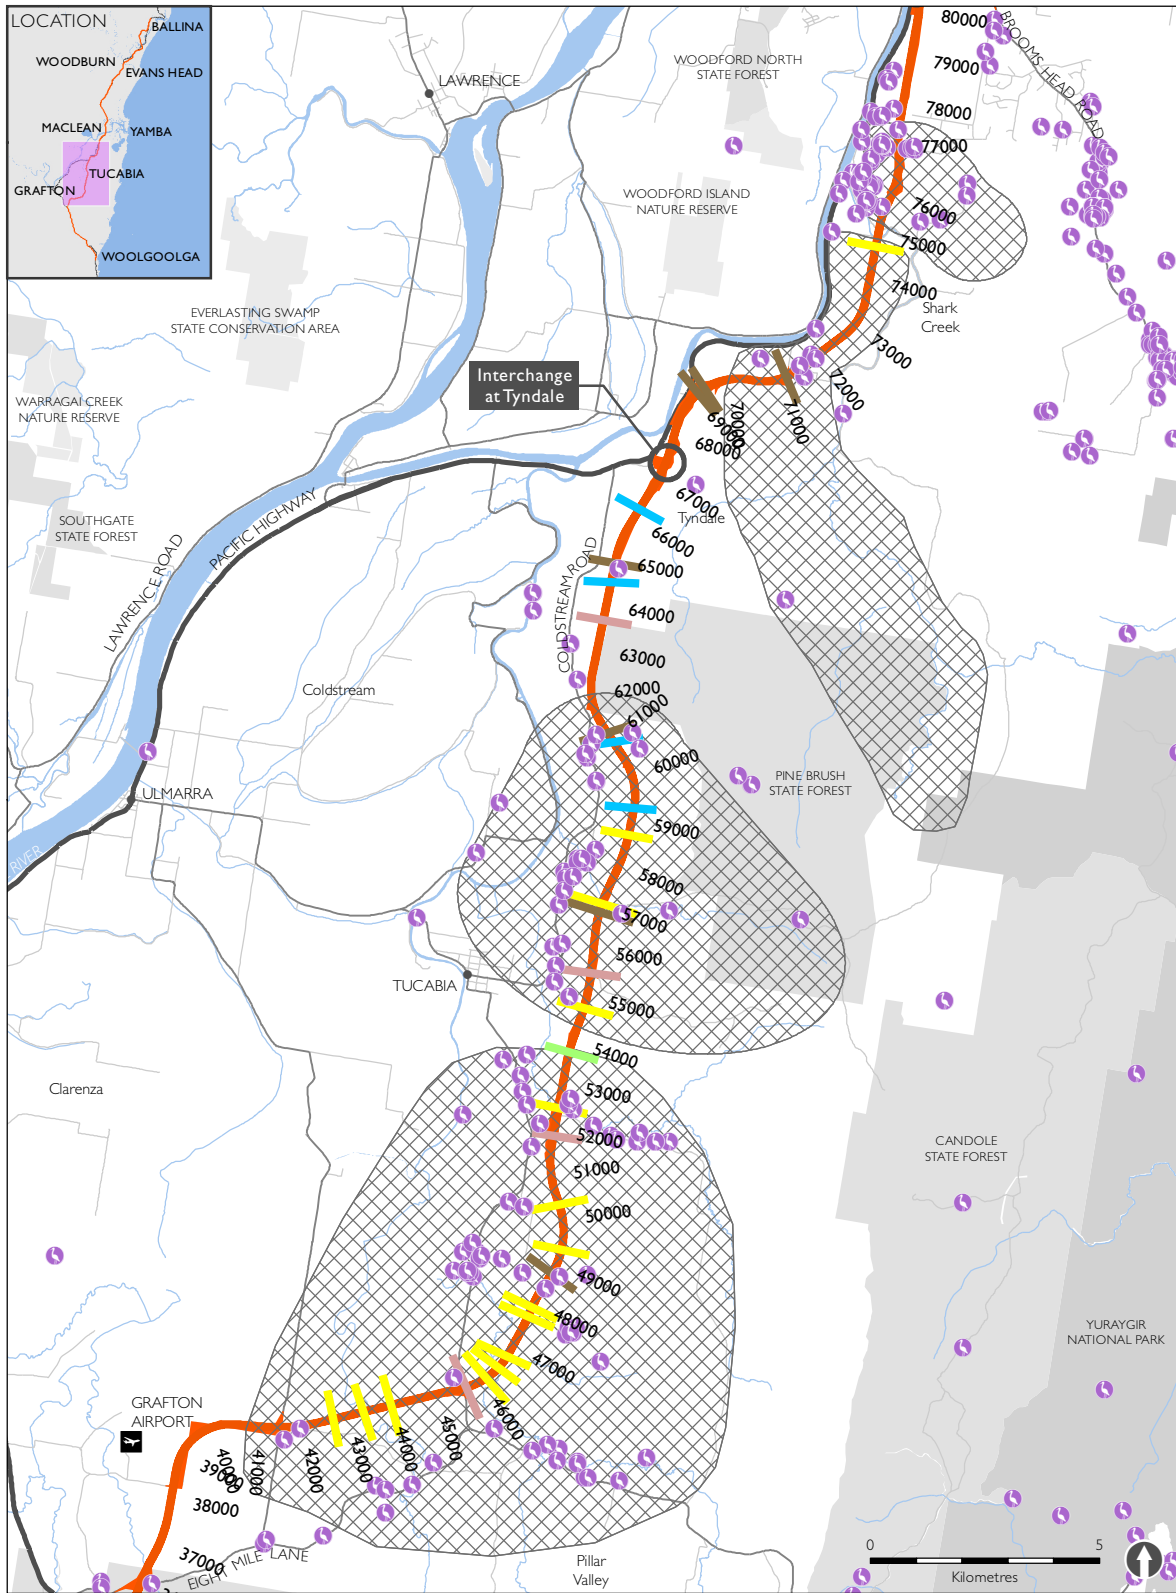 LOCATION
BALLINA
WOODBURN
EVANS HEAD
MACLEAN
YAMBA
TUCABIA
GRAFTON
WOOLGOOLGA
LAWRENCE
WOODFORD NORTH
STATE FOREST
80000
BROOMS HEAD ROAD
79000
78000
77000
WOODFORD ISLAND
NATURE RESERVE
76000
75000
74000
Shark
Creek
EVERLASTING SWAMP
STATE CONSERVATION AREA
73000
Interchange
at Tyndale
72000
WARRAGAI CREEK
NATURE RESERVE
71000
70000
69000
68000
67000
Tyndale
66000
PACIFIC HIGHWAY
SOUTHGATE
STATE FOREST
LAWRENCE ROAD
65000
COLDSTREAM ROAD
64000
63000
62000
Coldstream
61000
60000
PINE BRUSH
STATE FOREST
ULMARRA
RIVER
59000
58000
57000
56000
TUCABIA
55000
54000
Clarenza
53000
52000
CANDOLE
STATE FOREST
51000
50000
49000
48000
YURAYGIR
NATIONAL PARK
47000
46000
GRAFTON
AIRPORT
45000
44000
43000
42000
41000
40000
39000
38000
37000
EIGHT MILE LANE
Pillar
Valley
0 5
Kilometres